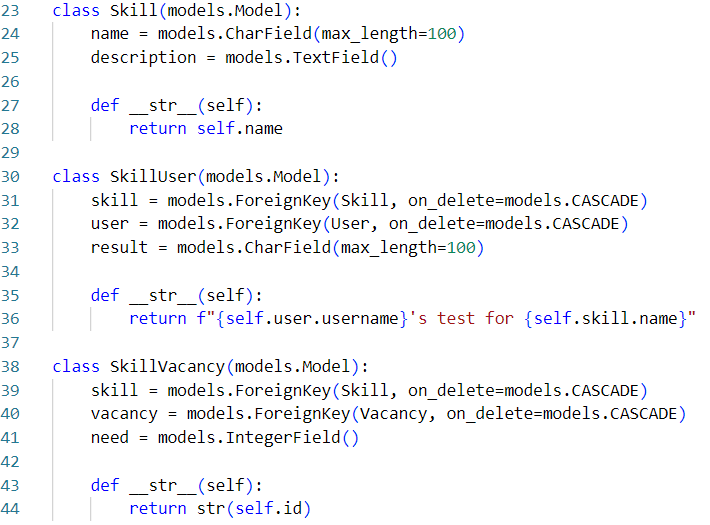 23 class Skill(models.Model):
24     name = models.CharField(max_length=100)
25     description = models.TextField()
26
27     def __str__(self):
28         return self.name
29
30 class SkillUser(models.Model):
31     skill = models.ForeignKey(Skill, on_delete=models.CASCADE)
32     user = models.ForeignKey(User, on_delete=models.CASCADE)
33     result = models.CharField(max_length=100)
34
35     def __str__(self):
36         return f"{self.user.username}'s test for {self.skill.name}"
37
38 class SkillVacancy(models.Model):
39     skill = models.ForeignKey(Skill, on_delete=models.CASCADE)
40     vacancy = models.ForeignKey(Vacancy, on_delete=models.CASCADE)
41     need = models.IntegerField()
42
43     def __str__(self):
44         return str(self.id)